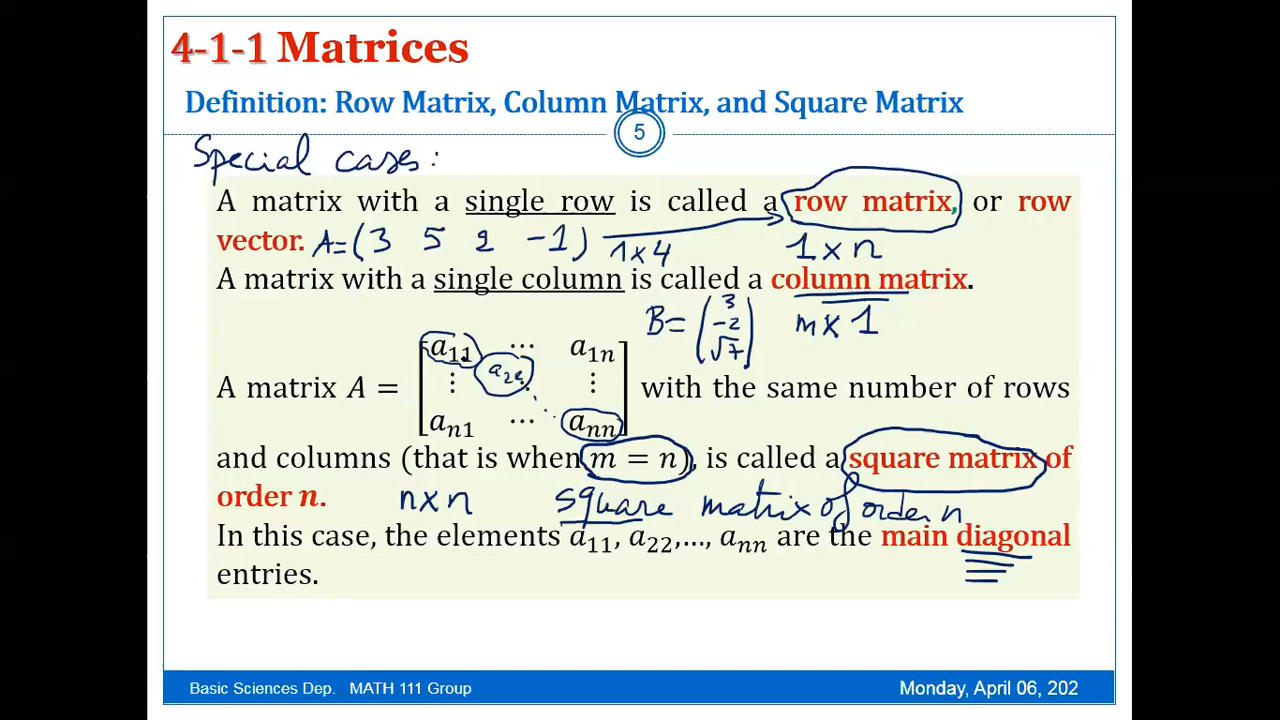 4-1-1 Matrices
Definition: Row Matrix, Column Matrix, and Square Matrix
5
Special cases:
A matrix with a single row is called a row matrix, or row
vector. A=(3 5 2 -1) 1×4 1×n
A matrix with a single column is called a column matrix.
B= (3 -2 √7) m×1
a₁₁ ⋯ a₁ₙ
A matrix A = ⋮ a₂₂ ⋮ with the same number of rows
aₙ₁ ⋯ aₙₙ
and columns (that is when m = n), is called a square matrix of
order n. n×n square matrix of order n
In this case, the elements a₁₁, a₂₂,…, aₙₙ are the main diagonal
entries.
Basic Sciences Dep. MATH 111 Group Monday, April 06, 202